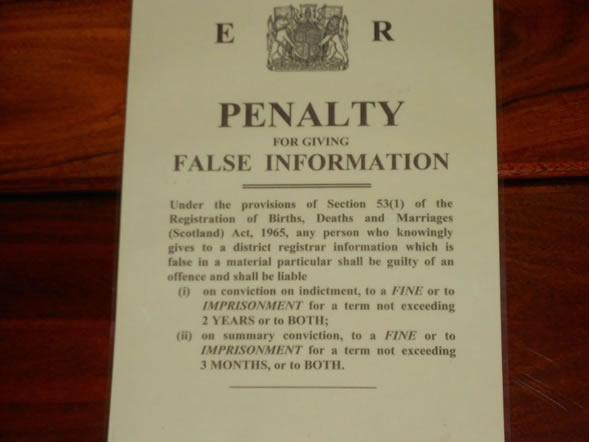 E R
PENALTY
FOR GIVING
FALSE INFORMATION
Under the provisions of Section 53(1) of the
Registration of Births, Deaths and Marriages
(Scotland) Act, 1965, any person who knowingly
gives to a district registrar information which is
false in a material particular shall be guilty of an
offence and shall be liable
(i) on conviction on indictment, to a FINE or to
IMPRISONMENT for a term not exceeding
2 YEARS or to BOTH;
(ii) on summary conviction, to a FINE or to
IMPRISONMENT for a term not exceeding
3 MONTHS, or to BOTH.